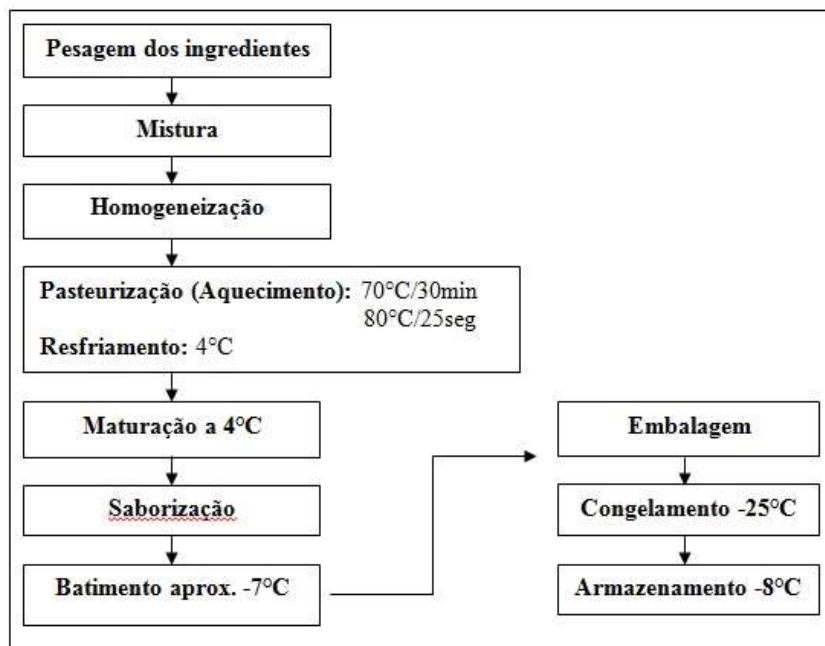 Pesagem dos ingredientes
Mistura
Homogeneização
Pasteurização (Aquecimento): 70°C/30min
80°C/25seg
Resfriamento: 4°C
Maturação a 4°C
Saborização
Batimento aprox. -7°C
Embalagem
Congelamento -25°C
Armazenamento -8°C